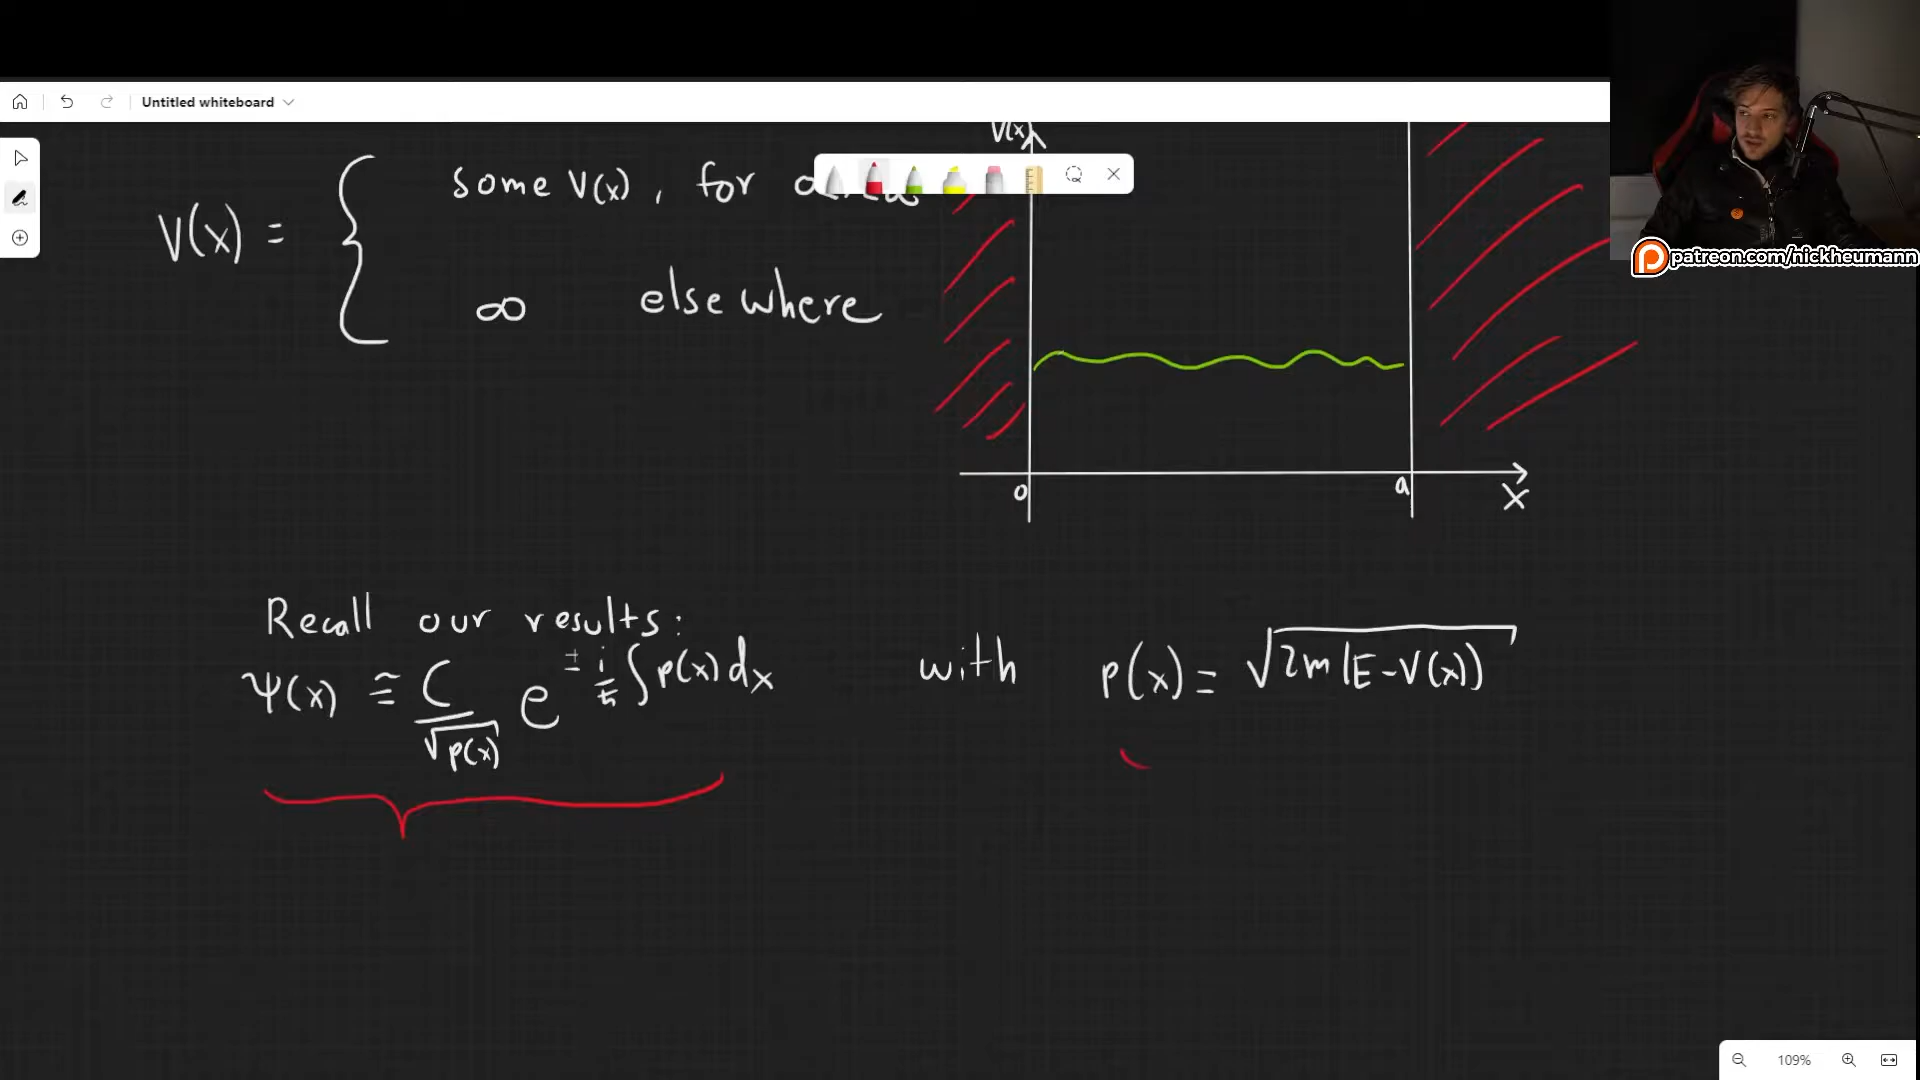 Untitled whiteboard
V(x)
V(x) = { some V(x), for
∞ elsewhere
patreon.com/nickheumann
0 a x
Recall our results:
ψ(x) ≅ C/√p(x) e^{± i/ħ ∫p(x)dx} with p(x) = √2m(E-V(x))
109%